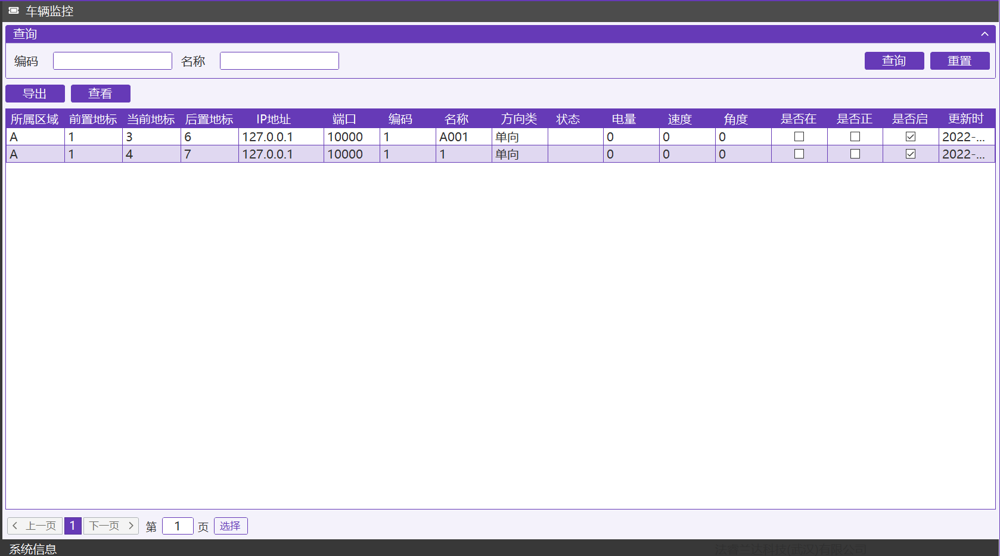 车辆监控
查询
编码 名称 查询 重置
导出 查看
所属区域 前置地标 当前地标 后置地标 IP地址 端口 编码 名称 方向类 状态 电量 速度 角度 是否在 是否正 是否启 更新时
A 1 3 6 127.0.0.1 10000 1 A001 单向 0 0 0 2022-...
A 1 4 7 127.0.0.1 10000 1 1 单向 0 0 0 2022-...
上一页 1 下一页 第 1 页 选择
系统信息 法睿兰达科技(武汉)有限公司